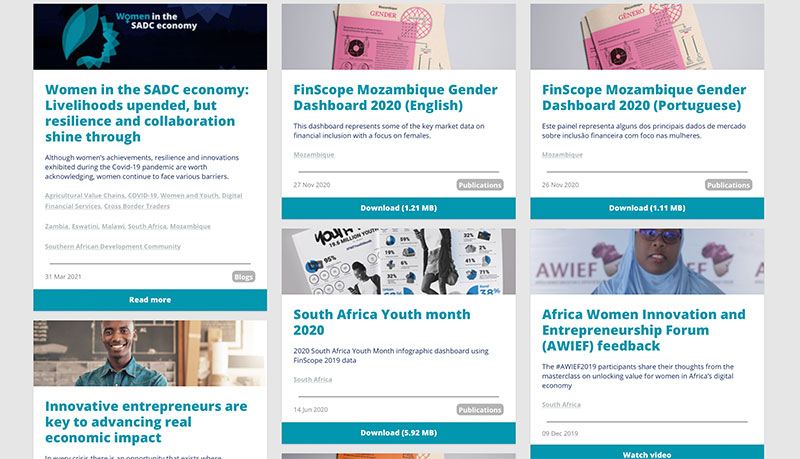 Women in the
SADC economy
Women in the SADC economy:
Livelihoods upended, but
resilience and collaboration
shine through
Although women's achievements, resilience and innovations
exhibited during the Covid-19 pandemic are worth
acknowledging, women continue to face various barriers.
Agricultural Value Chains, COVID-19, Women and Youth, Digital
Financial Services, Cross Border Traders
Zambia, Eswatini, Malawi, South Africa, Mozambique
Southern African Development Community
31 Mar 2021
Blogs
Read more
Innovative entrepreneurs are
key to advancing real
economic impact
In every crisis there is an opportunity that exists where
Mozambique
GENDER
FinScope Mozambique Gender
Dashboard 2020 (English)
This dashboard represents some of the key market data on
financial inclusion with a focus on females.
Mozambique
27 Nov 2020
Publications
Download (1.21 MB)
YOUTH
19.6 MILLION YOUTH
95%
59%
32%
6%
92%
38%
South Africa Youth month
2020
2020 South Africa Youth Month infographic dashboard using
FinScope 2019 data
South Africa
14 Jun 2020
Publications
Download (5.92 MB)
Moçambique
GÉNERO
FinScope Mozambique Gender
Dashboard 2020 (Portuguese)
Este painel representa alguns dos principais dados de mercado
sobre inclusão financeira com foco nas mulheres.
Mozambique
26 Nov 2020
Publications
Download (1.11 MB)
AWIEF
Africa Women Innovation and
Entrepreneurship Forum
(AWIEF) feedback
The #AWIEF2019 participants share their thoughts from the
masterclass on unlocking value for women in Africa's digital
economy
South Africa
09 Dec 2019
Watch video